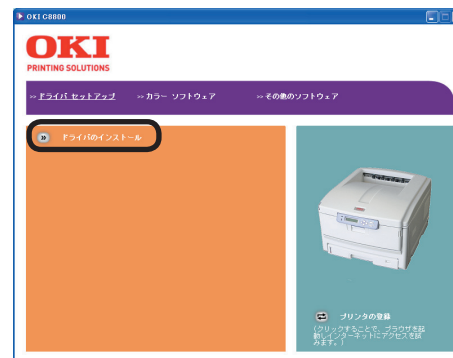 OKI C8800
OKI
PRINTING SOLUTIONS
ドライバ セットアップ
カラー ソフトウェア
その他のソフトウェア
ドライバのインストール
プリンタの登録
(クリックすることで、ブラウザを起
動しインターネットにアクセスを試
みます。)